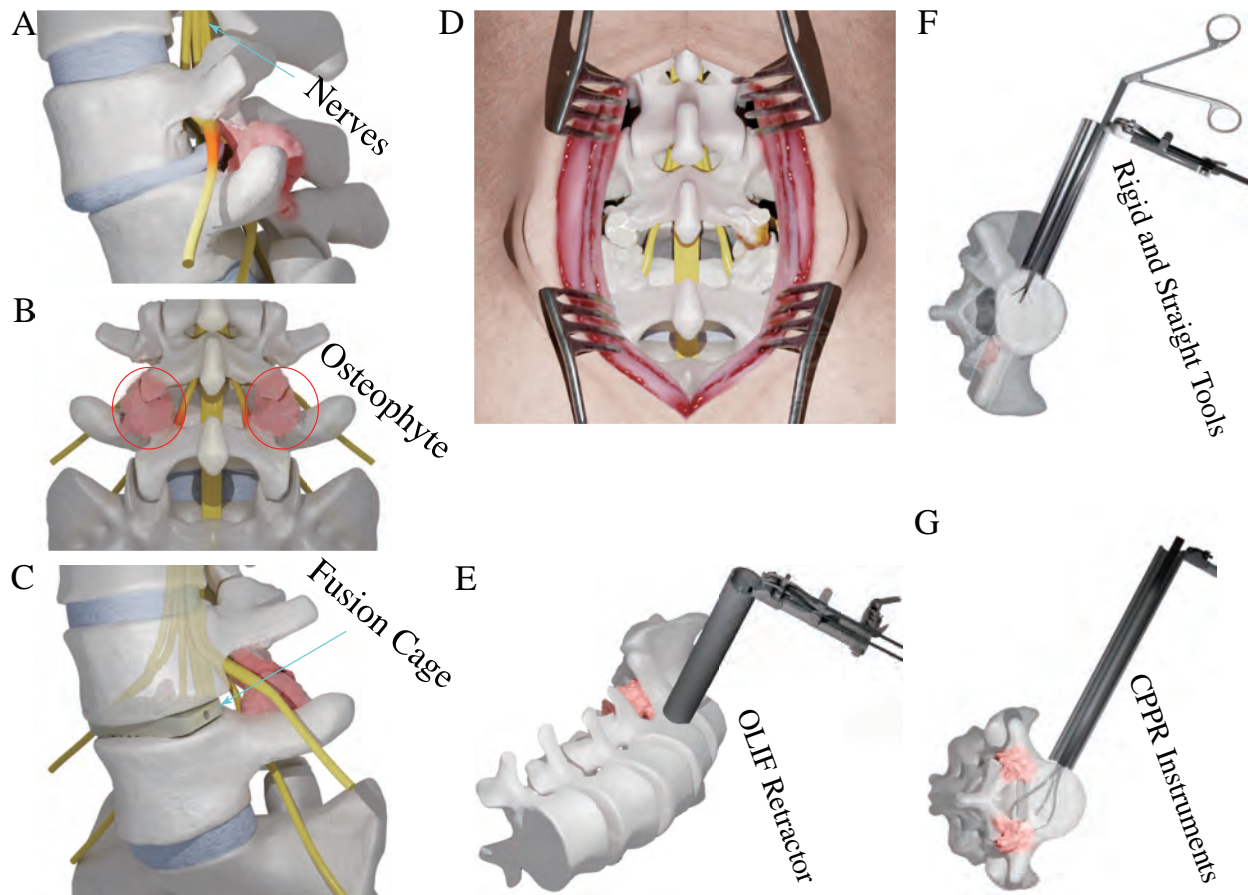 A
Nerves
B
Osteophyte
C
Fusion Cage
D
E
OLIF Retractor
F
Rigid and Straight Tools
G
CPPR Instruments